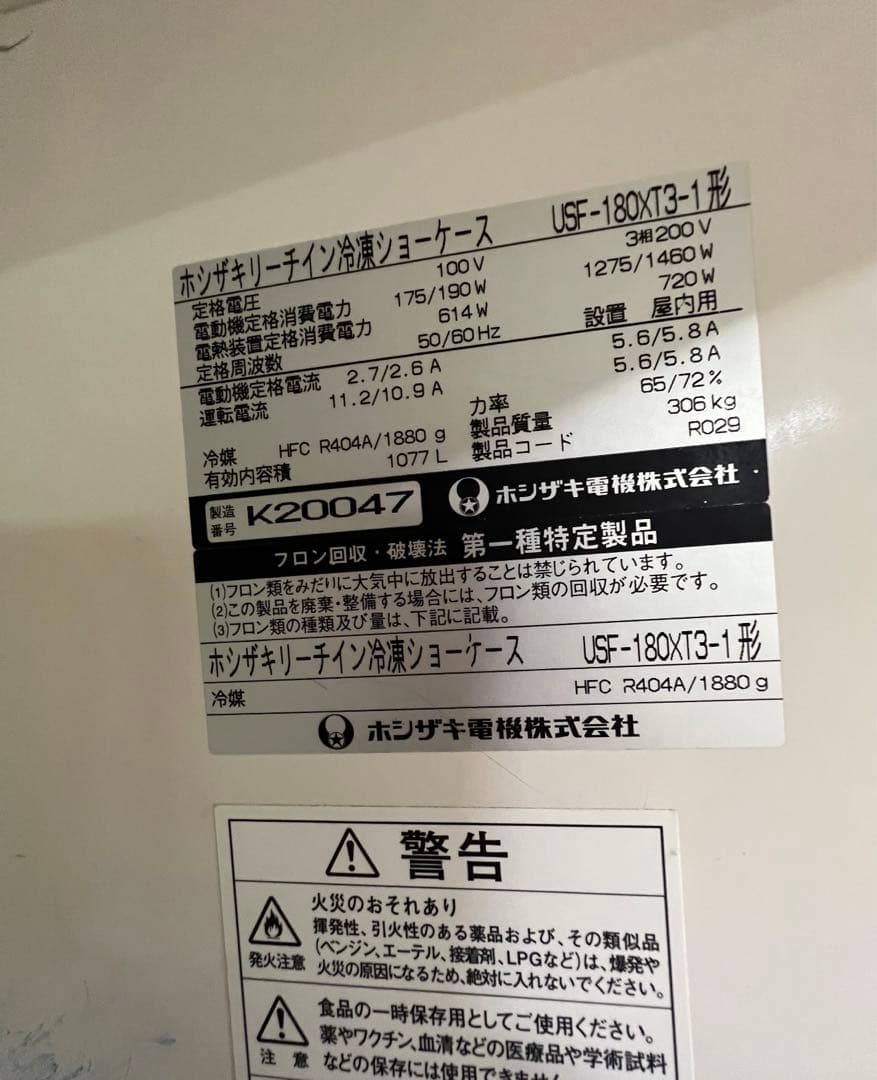 ホシザキリーチイン冷凍ショーケース USF-180XT3-1形
定格電圧 100V 3相200V
電動機定格消費電力 175/190W 1275/1460W
電熱装置定格消費電力 614W 720W
定格周波数 50/60Hz 設置 屋内用
電動機定格電流 2.7/2.6A 5.6/5.8A
運転電流 11.2/10.9A 5.6/5.8A
力率 65/72%
冷媒 HFC R404A/1880g 製品質量 306kg
有効内容積 1077L 製品コード R029
製造番号 K20047 ホシザキ電機株式会社
フロン回収・破壊法 第一種特定製品
(1)フロン類をみだりに大気中に放出することは禁じられています。
(2)この製品を廃棄・整備する場合には、フロン類の回収が必要です。
(3)フロン類の種類及び量は、下記に記載。
ホシザキリーチイン冷凍ショーケース USF-180XT3-1形
冷媒 HFC R404A/1880g
ホシザキ電機株式会社
警告
火災のおそれあり
揮発性、引火性のある薬品および、その類似品
(ベンジン、エーテル、接着剤、LPGなど)は、爆発や
火災の原因になるため、絶対に入れないでください。
発火注意
食品の一時保存用としてご使用ください。
薬やワクチン、血清などの医療品や学術試料
などの保存には使用できません。
注意